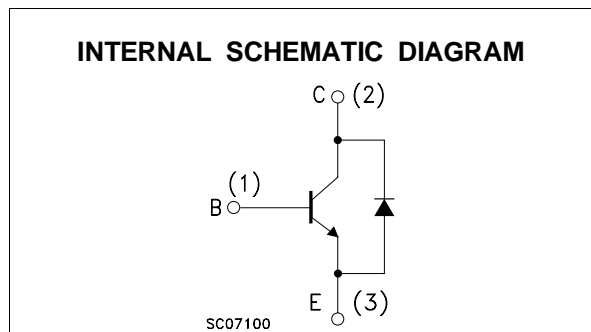 INTERNAL SCHEMATIC DIAGRAM
C (2)
(1)
B
E (3)
SC07100